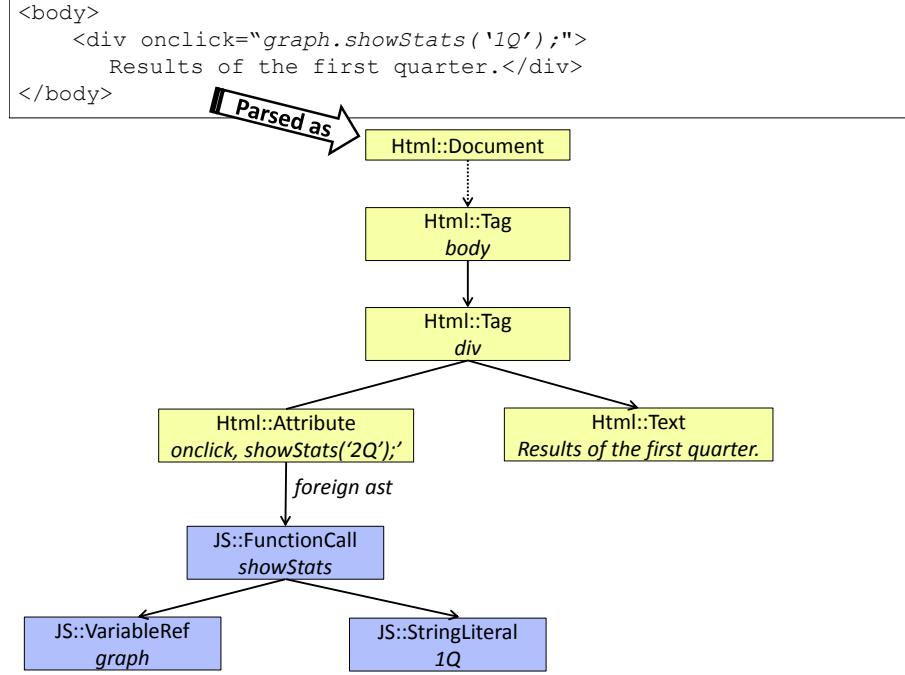 <body>
<div onclick=“graph.showStats(‘1Q’);">
Results of the first quarter.</div>
</body>
Parsed as
Html::Document
Html::Tag
body
Html::Tag
div
Html::Attribute
onclick, showStats(‘2Q’);’
Html::Text
Results of the first quarter.
foreign ast
JS::FunctionCall
showStats
JS::VariableRef
graph
JS::StringLiteral
1Q